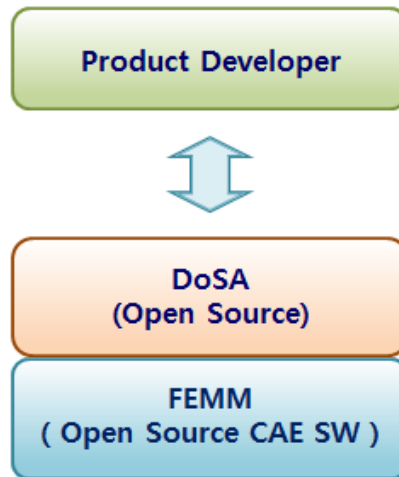 Product Developer
DoSA
(Open Source)
FEMM
( Open Source CAE SW )